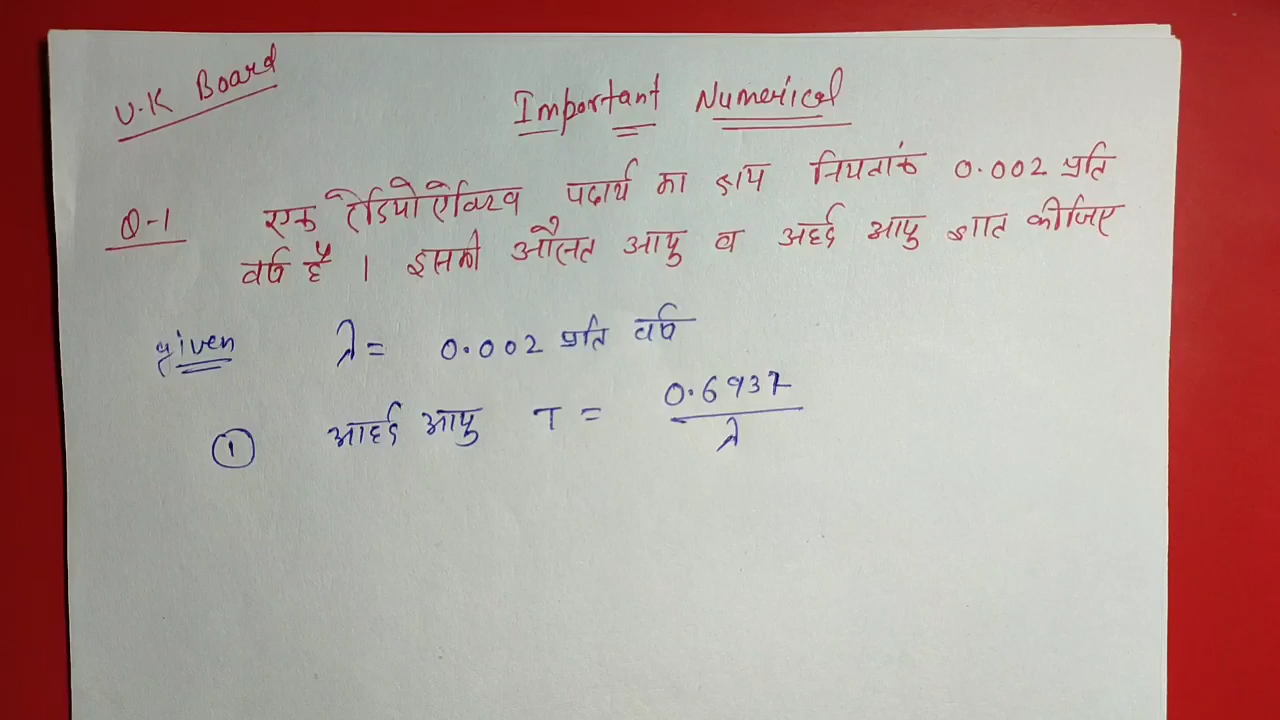 U.K Board
Important Numerical
Q-1 एक रेडियोऐक्टिव पदार्थ का क्षय नियतांक 0.002 प्रति
वर्ष है । इसकी औसत आयु व अर्द्ध आयु ज्ञात कीजिए
given λ = 0.002 प्रति वर्ष
① अर्द्ध आयु T = 0.6937
λ